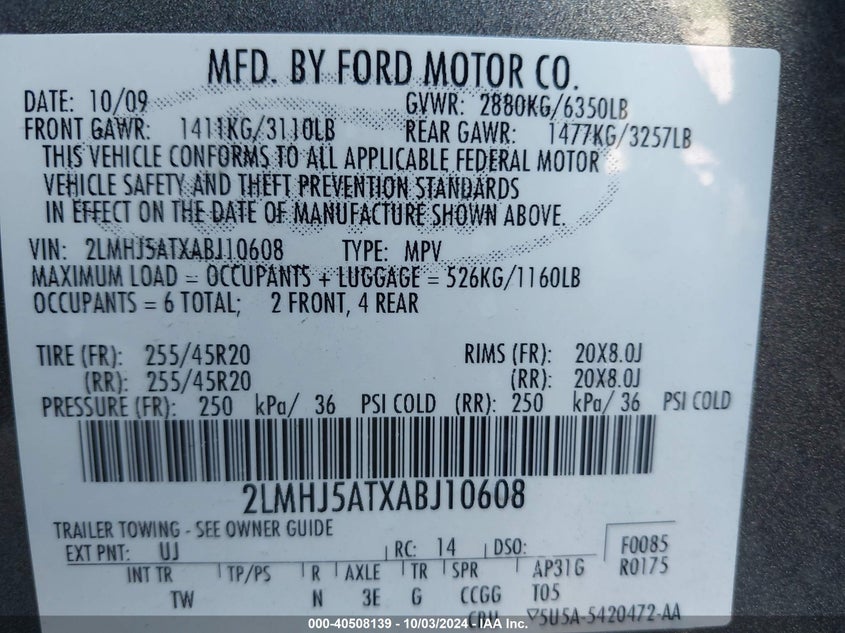 MFD. BY FORD MOTOR CO.
DATE: 10/09 GVWR: 2880KG/6350LB
FRONT GAWR: 1411KG/3110LB REAR GAWR: 1477KG/3257LB
THIS VEHICLE CONFORMS TO ALL APPLICABLE FEDERAL MOTOR
VEHICLE SAFETY AND THEFT PREVENTION STANDARDS
IN EFFECT ON THE DATE OF MANUFACTURE SHOWN ABOVE.
VIN: 2LMHJ5ATXABJ10608 TYPE: MPV
MAXIMUM LOAD = OCCUPANTS + LUGGAGE = 526KG/1160LB
OCCUPANTS = 6 TOTAL; 2 FRONT, 4 REAR
TIRE (FR): 255/45R20 RIMS (FR): 20X8.0J
(RR): 255/45R20 (RR): 20X8.0J
PRESSURE (FR): 250 kPa/ 36 PSI COLD (RR): 250 kPa/ 36 PSI COLD
2LMHJ5ATXABJ10608
TRAILER TOWING - SEE OWNER GUIDE
EXT PNT: UJ RC: 14 DSO: F0085
INT TR TP/PS R AXLE TR SPR AP31G R0175
TW N 3E G CCGG T05
CDU 5U5A-5420472-AA
000-40508139 - 10/03/2024 - IAA Inc.